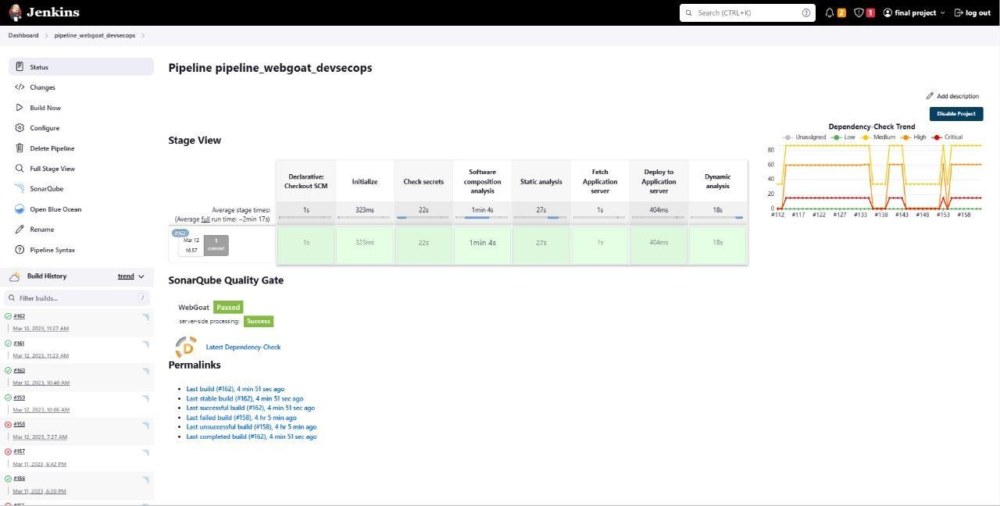 Jenkins
Search (CTRL+K)
2
1
final project
log out
Dashboard
pipeline_webgoat_devsecops
Status
Changes
Build Now
Configure
Delete Pipeline
Full Stage View
SonarQube
Open Blue Ocean
Rename
Pipeline Syntax
Build History
trend
Filter builds...
/
#162
Mar 12, 2023, 11:27 AM
#161
Mar 12, 2023, 11:23 AM
#160
Mar 12, 2023, 10:40 AM
#159
Mar 12, 2023, 10:06 AM
#158
Mar 12, 2023, 7:27 AM
#157
Mar 11, 2023, 6:42 PM
#156
Mar 11, 2023, 6:20 PM
Pipeline pipeline_webgoat_devsecops
Add description
Disable Project
Stage View
Declarative: Checkout SCM
Initialize
Check secrets
Software composition analysis
Static analysis
Fetch Application server
Deploy to Application server
Dynamic analysis
Average stage times:
(Average full run time: ~2min 17s)
1s
323ms
22s
1min 4s
27s
1s
404ms
18s
#162
Mar 12
16:57
1
commit
1s
323ms
22s
1min 4s
27s
1s
404ms
18s
SonarQube Quality Gate
WebGoat Passed
server-side processing: Success
Latest Dependency-Check
Permalinks
Last build (#162), 4 min 51 sec ago
Last stable build (#162), 4 min 51 sec ago
Last successful build (#162), 4 min 51 sec ago
Last failed build (#158), 4 hr 5 min ago
Last unsuccessful build (#158), 4 hr 5 min ago
Last completed build (#162), 4 min 51 sec ago
Dependency-Check Trend
Unassigned Low Medium High Critical
80
60
40
20
0
#112 #117 #122 #127 #133 #138 #143 #148 #153 #158